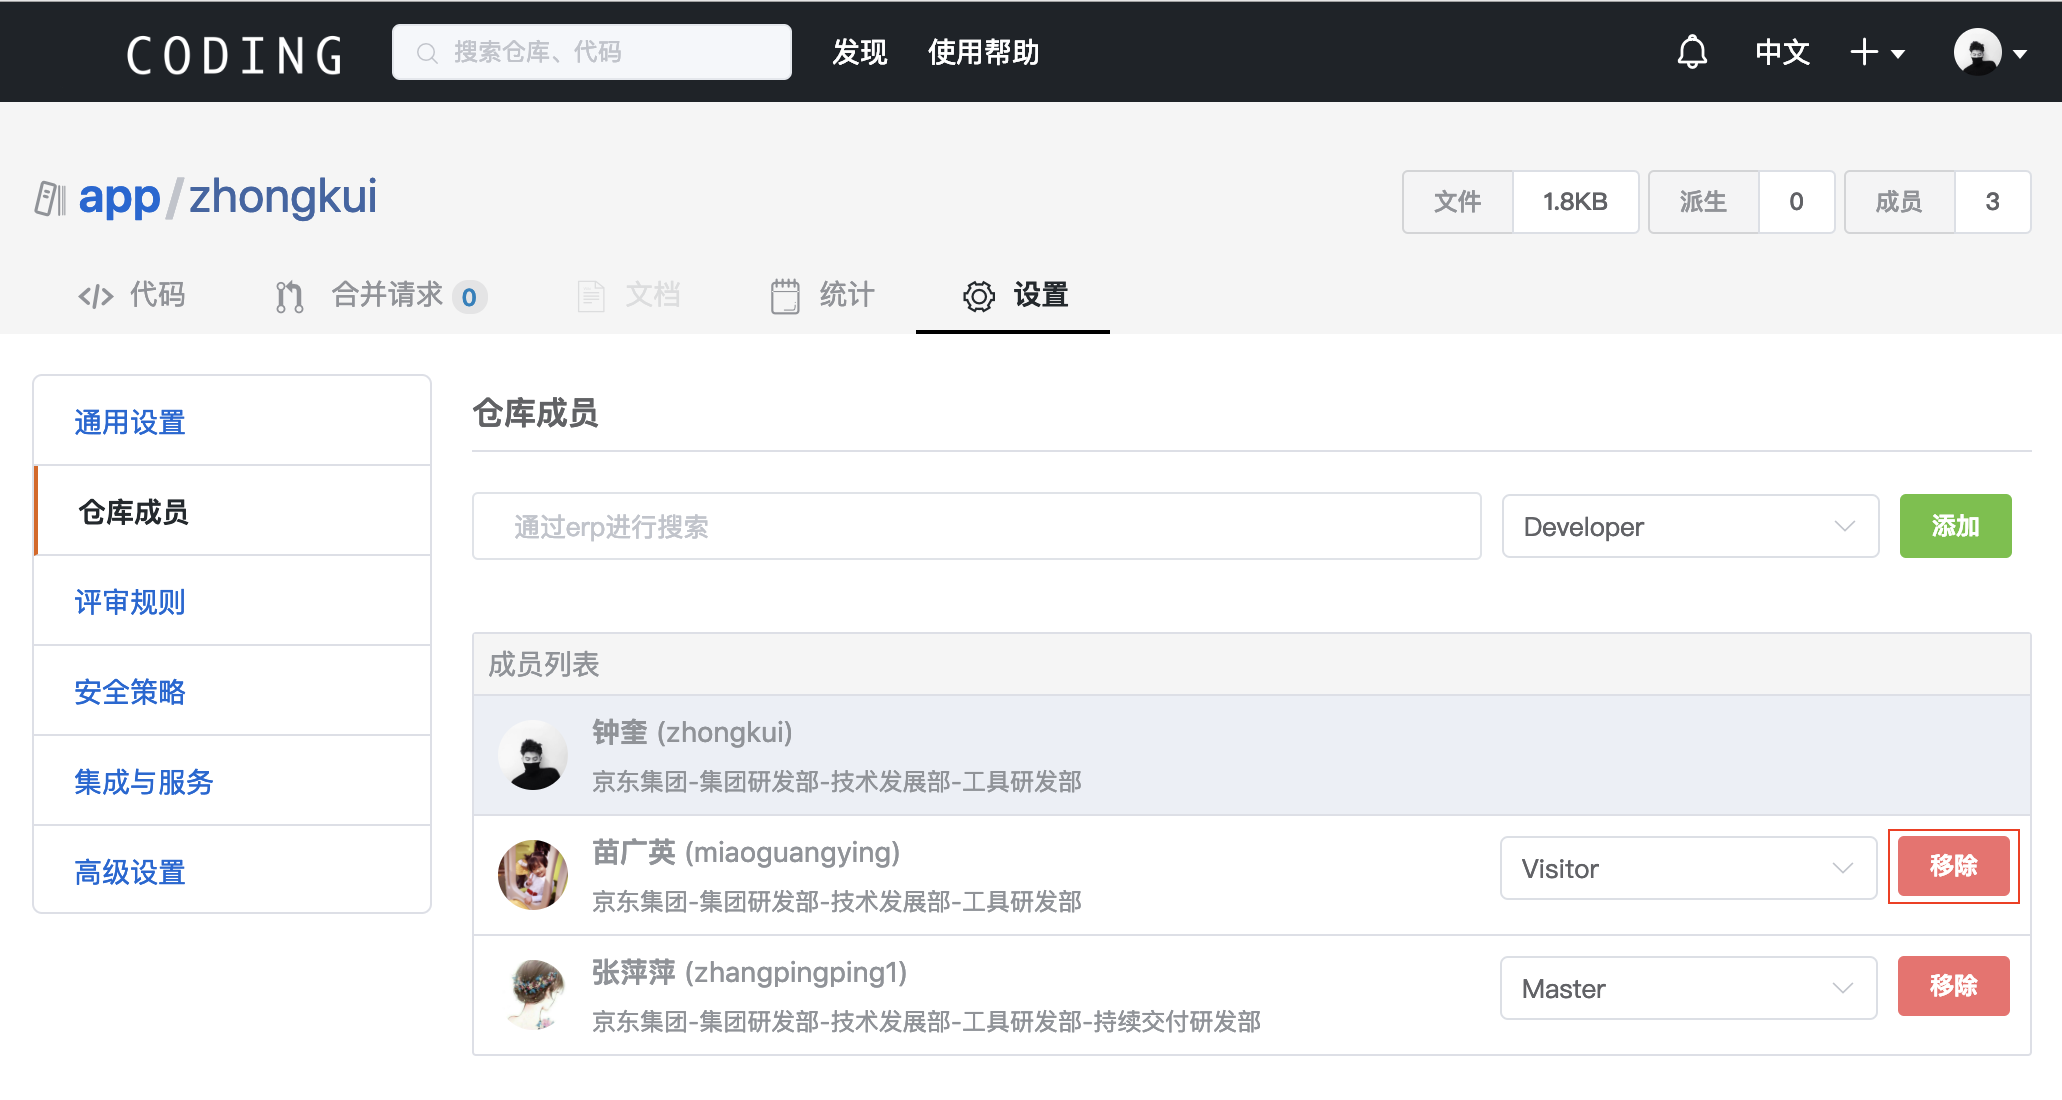 CODING 搜索仓库、代码 发现 使用帮助 中文
app/zhongkui 文件 1.8KB 派生 0 成员 3
</> 代码 合并请求 0 文档 统计 设置
通用设置
仓库成员
评审规则
安全策略
集成与服务
高级设置
仓库成员
通过erp进行搜索 Developer 添加
成员列表
钟奎 (zhongkui)
京东集团-集团研发部-技术发展部-工具研发部
苗广英 (miaoguangying)
京东集团-集团研发部-技术发展部-工具研发部
Visitor 移除
张萍萍 (zhangpingping1)
京东集团-集团研发部-技术发展部-工具研发部-持续交付研发部
Master 移除